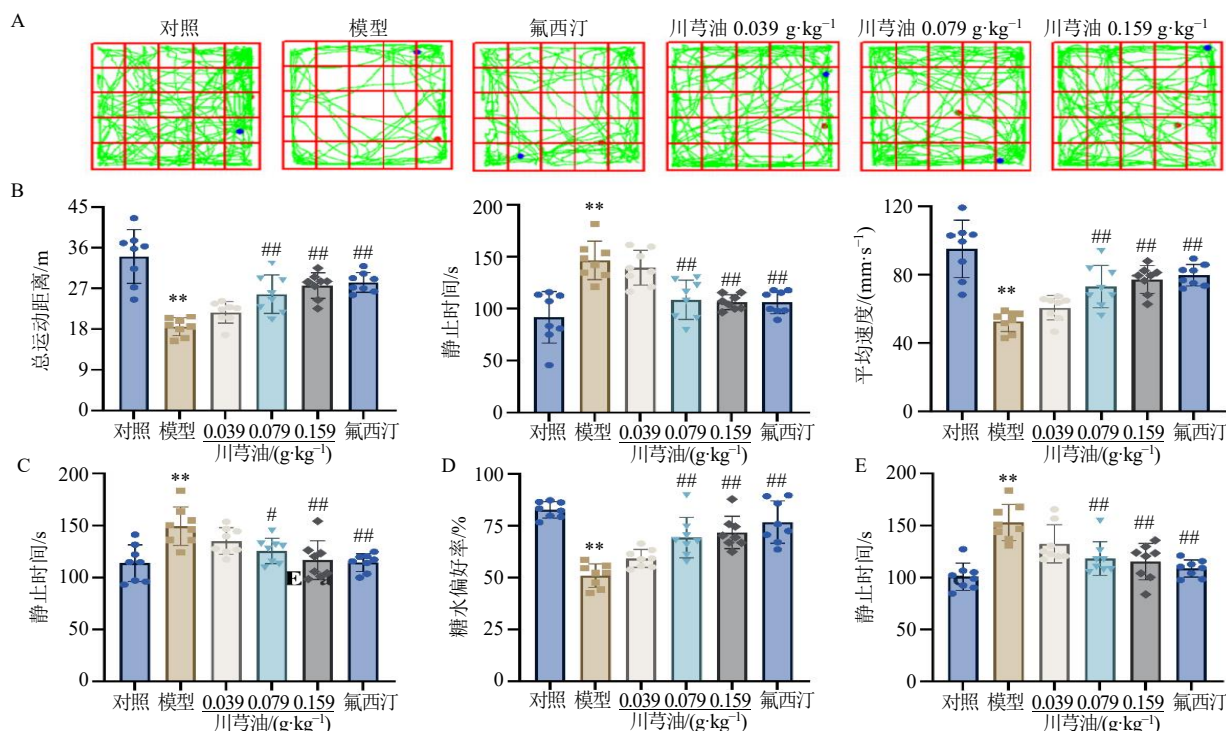 A
对照 模型 氟西汀 川芎油 0.039 g·kg⁻¹ 川芎油 0.079 g·kg⁻¹ 川芎油 0.159 g·kg⁻¹
B
总运动距离/m
45
36
27
18
9
0
** ## ## ##
对照 模型 0.039 0.079 0.159 氟西汀
川芎油/(g·kg⁻¹)
静止时间/s
200
150
100
50
0
** ## ## ##
对照 模型 0.039 0.079 0.159 氟西汀
川芎油/(g·kg⁻¹)
平均速度/(mm·s⁻¹)
120
80
40
0
** ## ## ##
对照 模型 0.039 0.079 0.159 氟西汀
川芎油/(g·kg⁻¹)
C
静止时间/s
200
150
100
50
0
** # ## ##
对照 模型 0.039 0.079 0.159 氟西汀
川芎油/(g·kg⁻¹)
D
糖水偏好率/%
100
75
50
25
0
** ## ## ##
对照 模型 0.039 0.079 0.159 氟西汀
川芎油/(g·kg⁻¹)
E
静止时间/s
200
150
100
50
0
** ## ## ##
对照 模型 0.039 0.079 0.159 氟西汀
川芎油/(g·kg⁻¹)